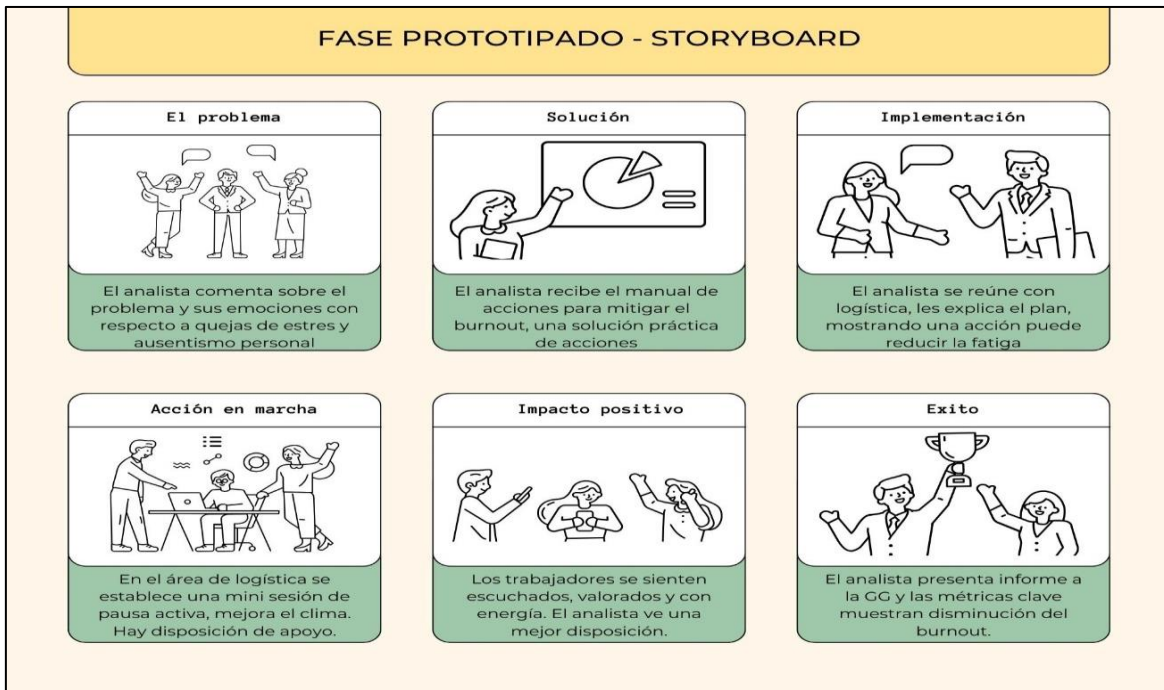 FASE PROTOTIPADO - STORYBOARD
El problema
El analista comenta sobre el
problema y sus emociones con
respecto a quejas de estres y
ausentismo personal
Solución
El analista recibe el manual de
acciones para mitigar el
burnout, una solución práctica
de acciones
Implementación
El analista se reúne con
logística, les explica el plan,
mostrando una acción puede
reducir la fatiga
Acción en marcha
En el área de logística se
establece una mini sesión de
pausa activa, mejora el clima.
Hay disposición de apoyo.
Impacto positivo
Los trabajadores se sienten
escuchados, valorados y con
energía. El analista ve una
mejor disposición.
Exito
El analista presenta informe a
la GG y las métricas clave
muestran disminución del
burnout.